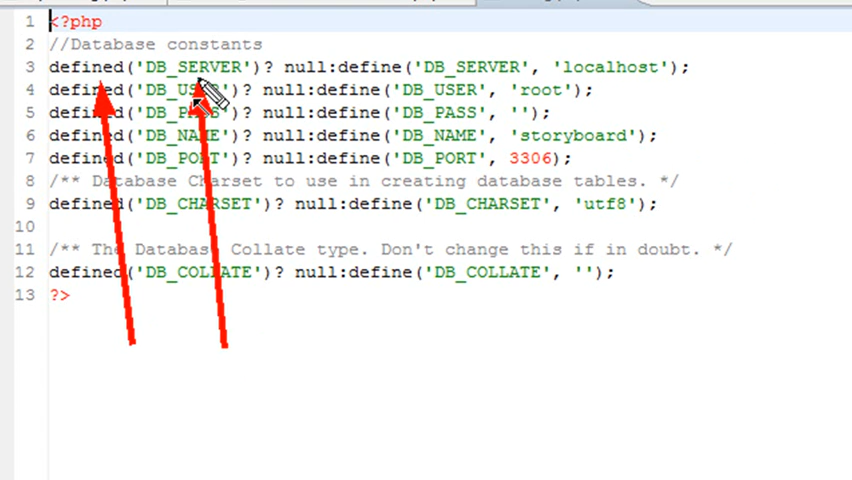 1 <?php
2 //Database constants
3 defined('DB_SERVER')? null:define('DB_SERVER', 'localhost');
4 defined('DB_USER')? null:define('DB_USER', 'root');
5 defined('DB_PASS')? null:define('DB_PASS', '');
6 defined('DB_NAME')? null:define('DB_NAME', 'storyboard');
7 defined('DB_PORT')? null:define('DB_PORT', 3306);
8 /** Database Charset to use in creating database tables. */
9 defined('DB_CHARSET')? null:define('DB_CHARSET', 'utf8');
10
11 /** The Database Collate type. Don't change this if in doubt. */
12 defined('DB_COLLATE')? null:define('DB_COLLATE', '');
13 ?>